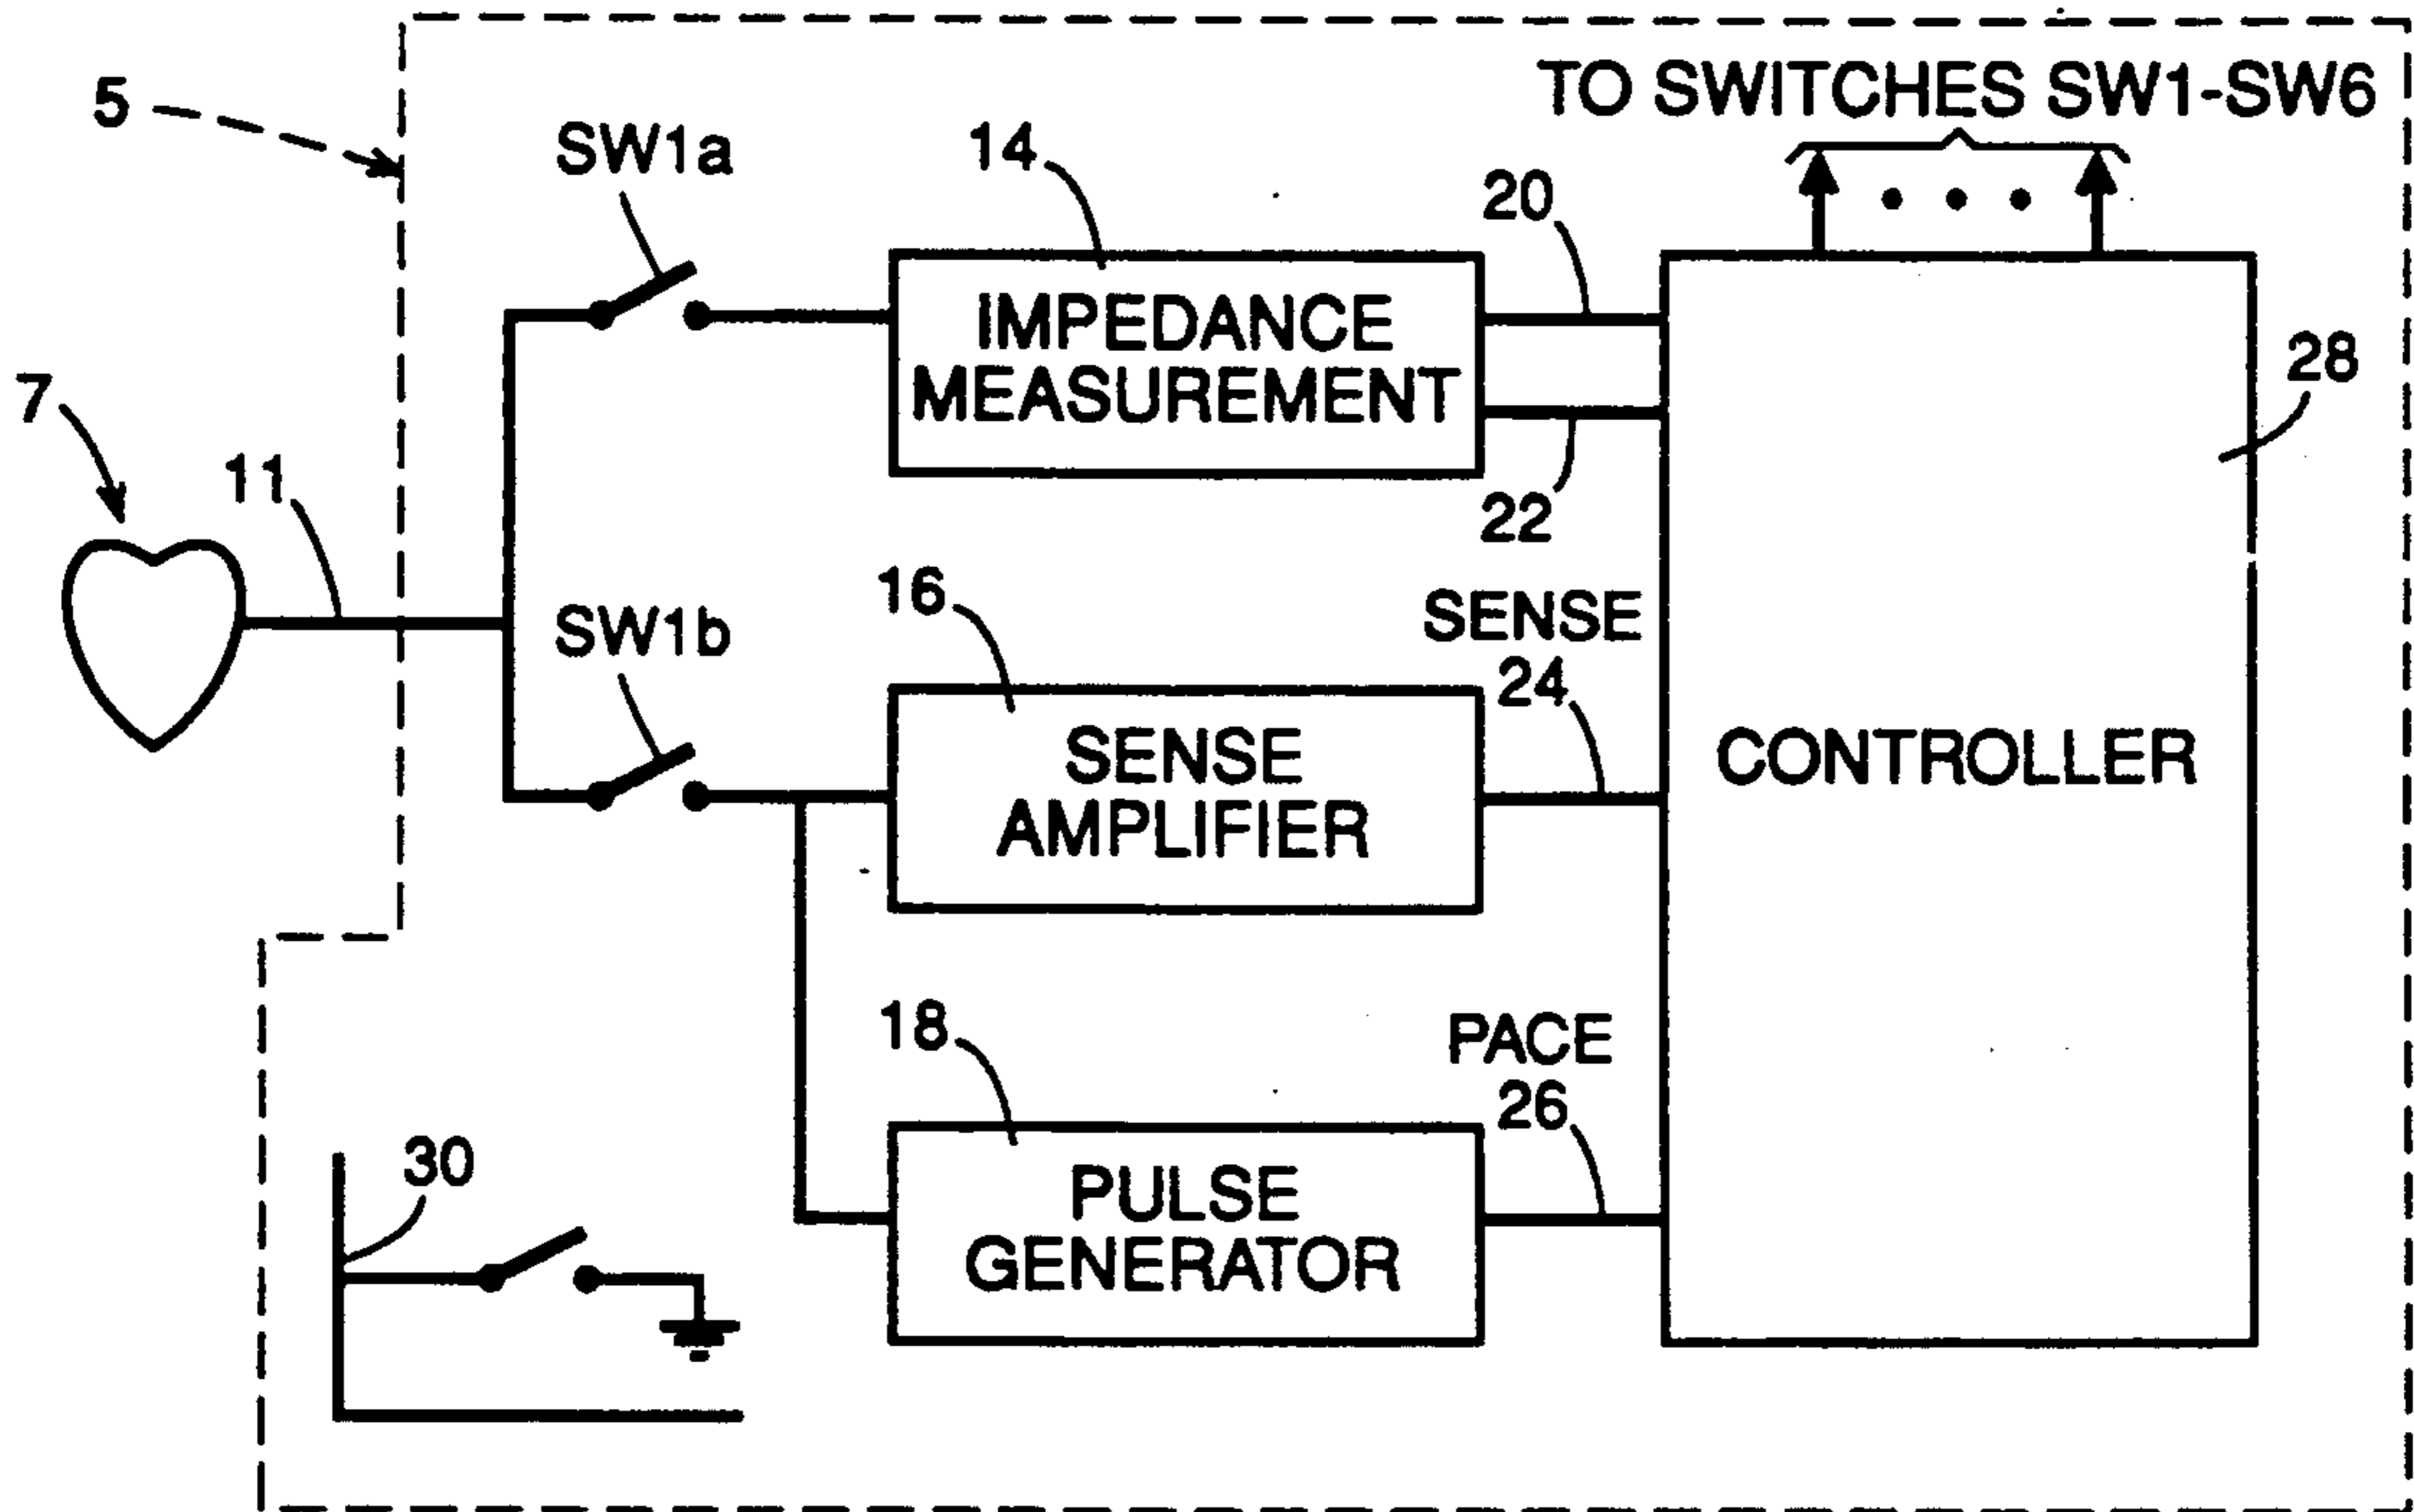 TO SWITCHES SW1-SW6
5
SW1a
14
20
IMPEDANCE
MEASUREMENT
28
7
11
22
16
SENSE
SW1b
24
SENSE
AMPLIFIER
CONTROLLER
18
PACE
26
30
PULSE
GENERATOR